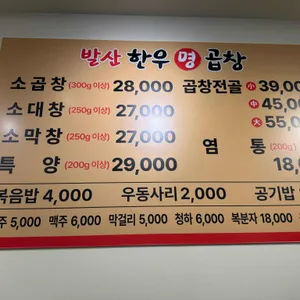 발산 한우 명 곱창
소곱창 (300g 이상) 28,000 곱창전골 小 39,00
中 45,00
소대창 (250g 이상) 27,000
大 55,00
소막창 (250g 이상) 27,000
염 통 (200g)
특 양 (200g 이상) 29,000 18,
볶음밥 4,000 우동사리 2,000 공기밥
주 5,000 맥주 6,000 막걸리 5,000 청하 6,000 복분자 18,000